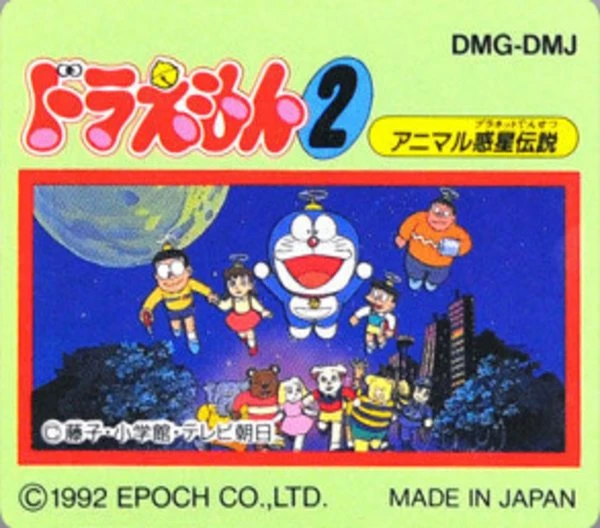 DMG-DMJ
ドラえもん2
プラネットでんせつ
アニマル惑星伝説
©藤子・小学館・テレビ朝日
©1992 EPOCH CO.,LTD. MADE IN JAPAN